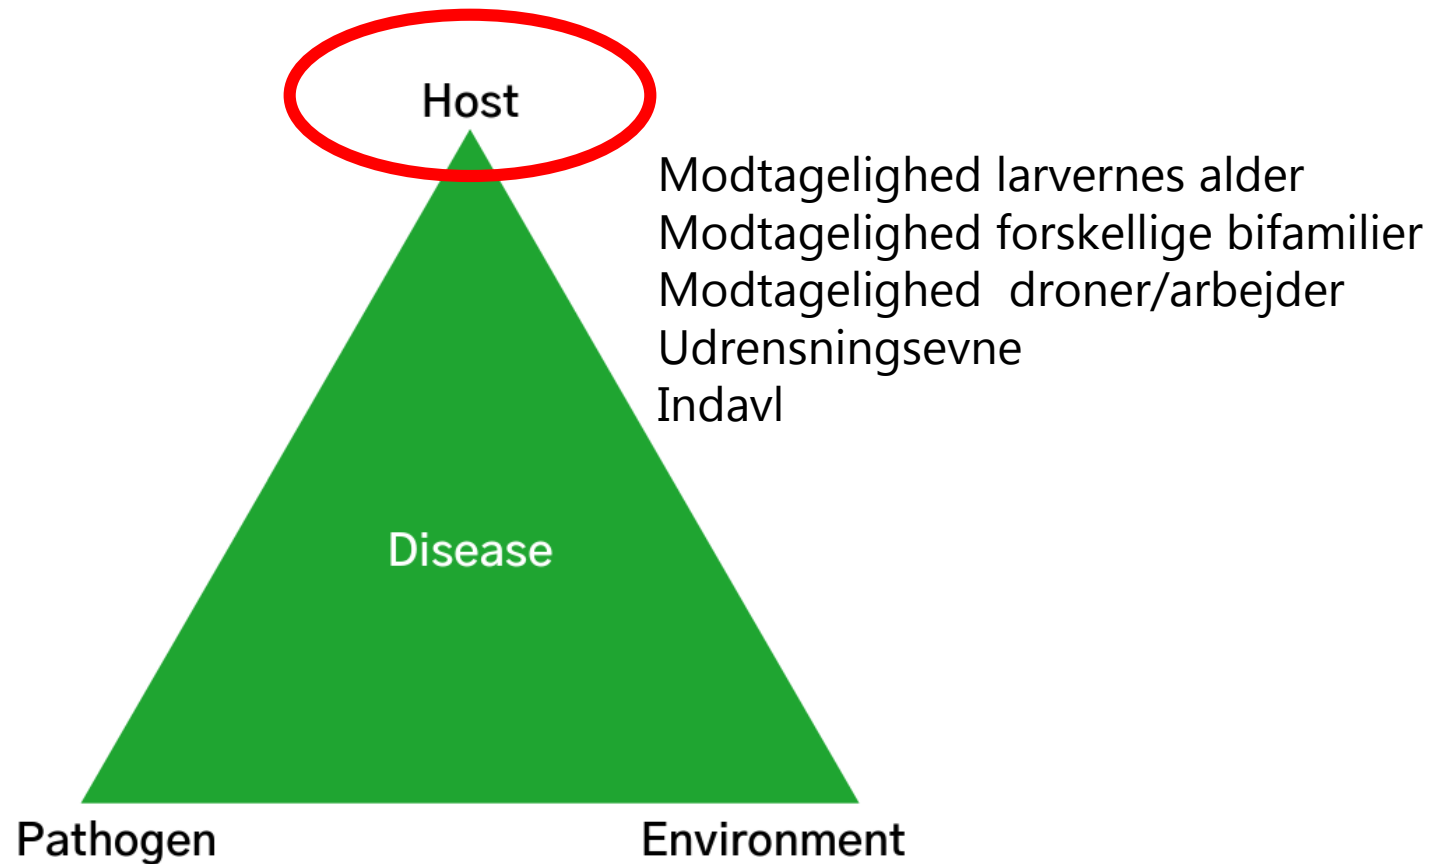 Host
Modtagelighed larvernes alder
Modtagelighed forskellige bifamilier
Modtagelighed  droner/arbejder
Udrensningsevne
Indavl
Disease
Pathogen
Environment